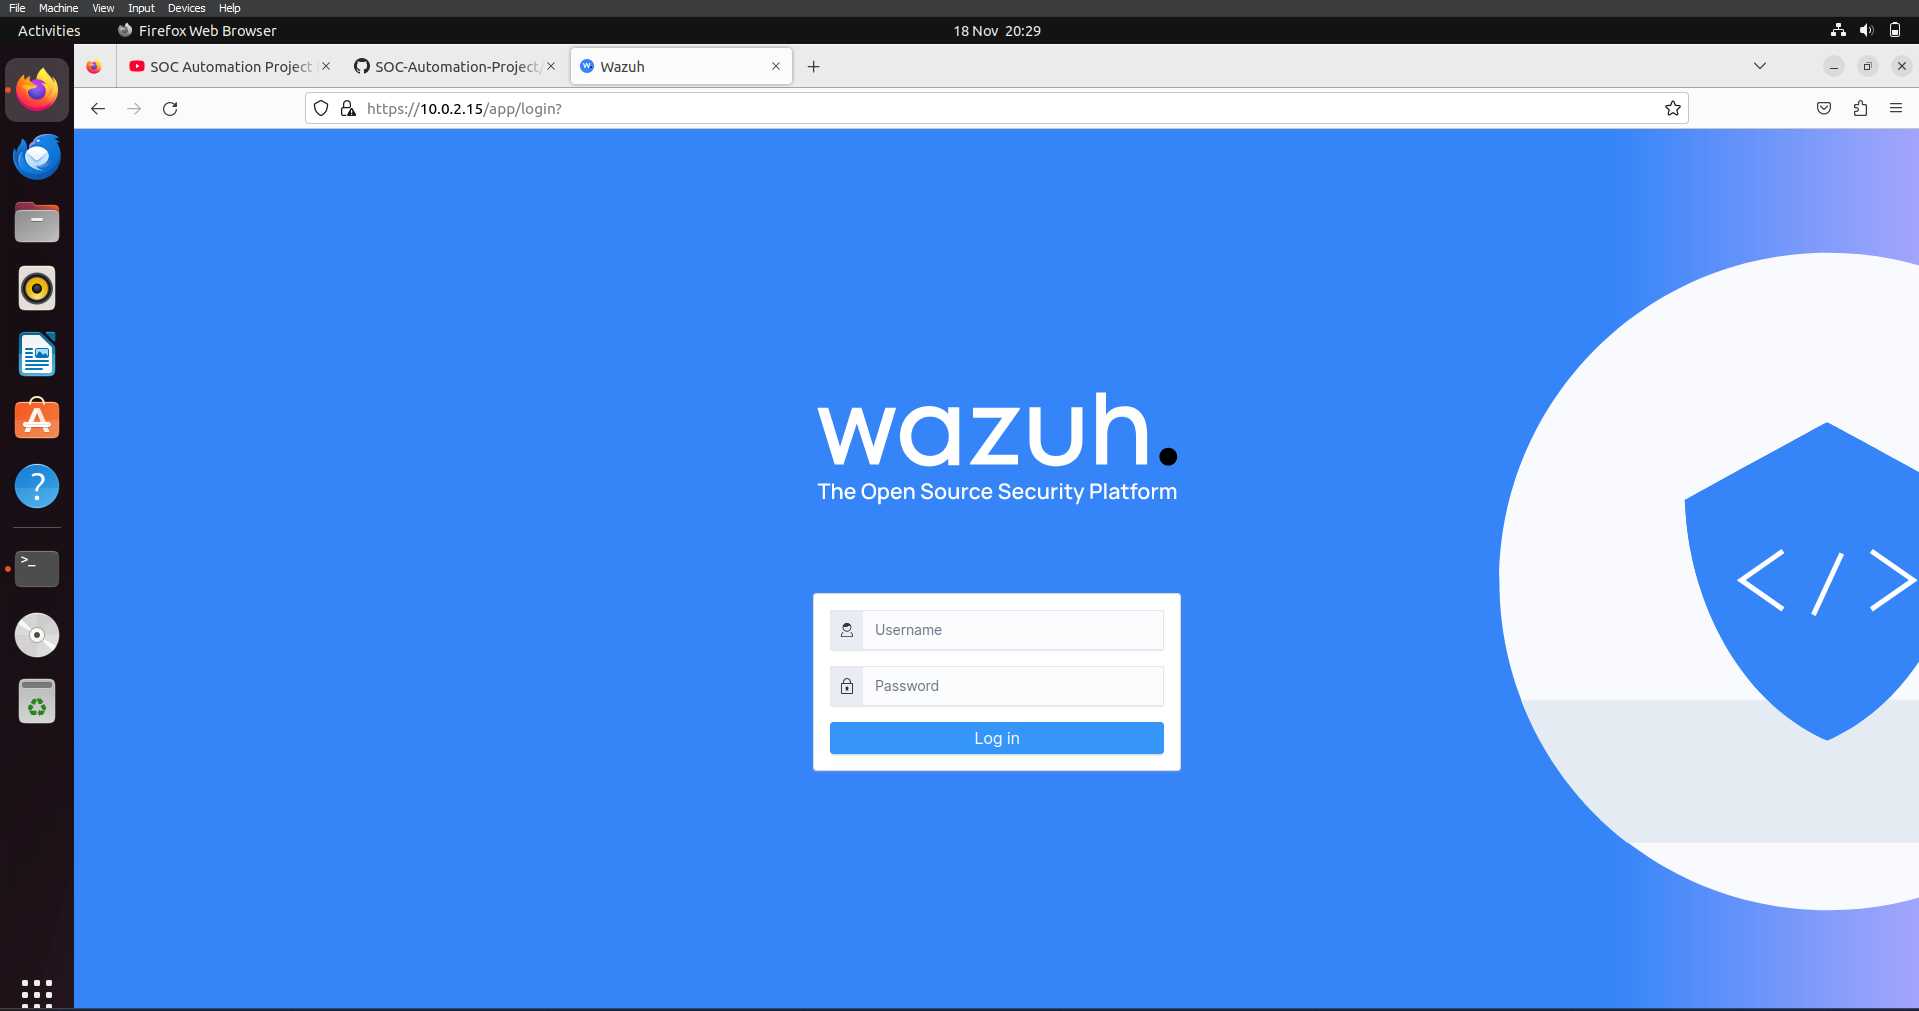 File Machine View Input Devices Help
Activities Firefox Web Browser 18 Nov 20:29
SOC Automation Project SOC-Automation-Project/ Wazuh
https://10.0.2.15/app/login?
wazuh.
The Open Source Security Platform
</>
Username
Password
Log in